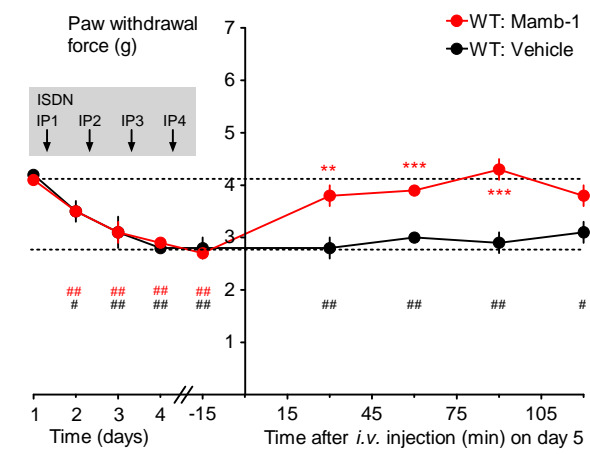 Paw withdrawal
force (g)
7
WT: Mamb-1
WT: Vehicle
6
ISDN
IP1 IP2 IP3 IP4
5
** *** ***
4
3
2
## ## ## ##
# ## ## ## ## ## ## #
1
1 2 3 4 -15 15 45 75 105
Time (days)
Time after i.v. injection (min) on day 5